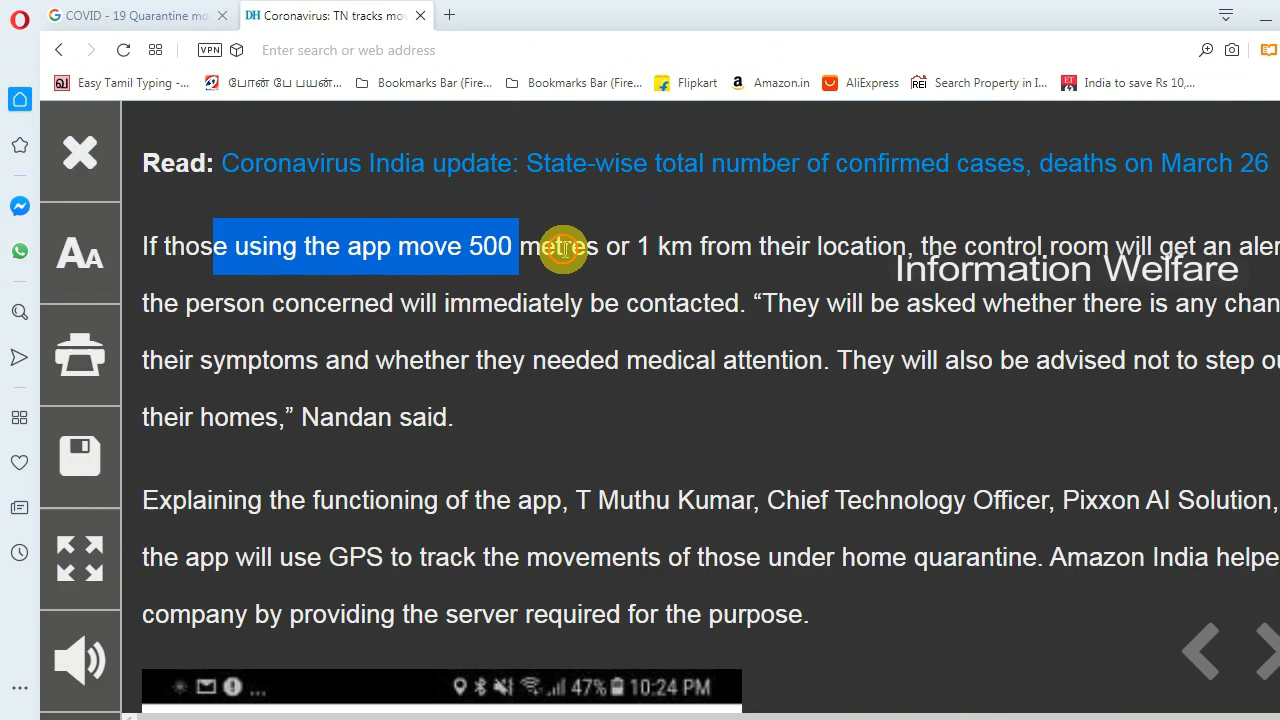 COVID - 19 Quarantine mo
DH Coronavirus: TN tracks mov
VPN Enter search or web address
Easy Tamil Typing -... போன் பே பயன்... Bookmarks Bar (Fire... Bookmarks Bar (Fire... Flipkart Amazon.in AliExpress REI Search Property in I... ET India to save Rs 10,...
Read: Coronavirus India update: State-wise total number of confirmed cases, deaths on March 26
If those using the app move 500 metres or 1 km from their location, the control room will get an aler
Information Welfare
the person concerned will immediately be contacted. “They will be asked whether there is any chan
AA
their symptoms and whether they needed medical attention. They will also be advised not to step ou
their homes,” Nandan said.
Explaining the functioning of the app, T Muthu Kumar, Chief Technology Officer, Pixxon AI Solution,
the app will use GPS to track the movements of those under home quarantine. Amazon India helpe
company by providing the server required for the purpose.
... 47% 10:24 PM